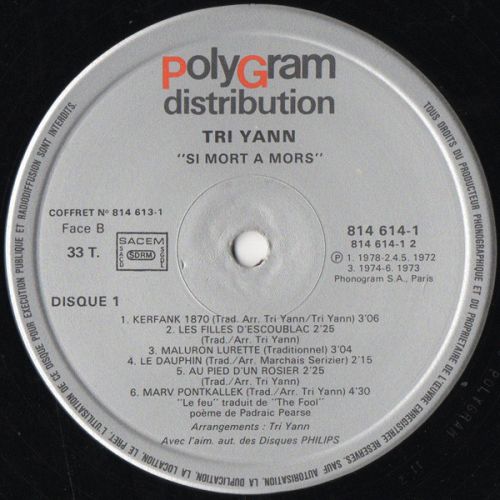 PolyGram
distribution
TRI YANN
"SI MORT A MORS"
COFFRET Nº 814 613-1
Face B
33 T.
SACEM
SACD SDRM SGDL
814 614-1
814 614-1 2
Ⓟ 1. 1978-2.4.5. 1972
3. 1974-6. 1973
Phonogram S.A., Paris
DISQUE 1
1. KERFANK 1870 (Trad. Arr. Tri Yann/Tri Yann) 3'06
2. LES FILLES D'ESCOUBLAC 2'25
(Trad./Arr. Tri Yann)
3. MALURON LURETTE (Traditionnel) 3'04
4. LE DAUPHIN (Trad./Arr. Marchais Serizier) 2'15
5. AU PIED D'UN ROSIER 2'25
(Trad./Arr. Tri Yann)
6. MARV PONTKALLEK (Trad./Arr. Tri Yann) 4'30
"Le feu" traduit de "The Fool"
poème de Padraic Pearse
Arrangements : Tri Yann
Avec l'aim. aut. des Disques PHILIPS
TOUS DROITS DU PRODUCTEUR PHONOGRAPHIQUE ET DU PROPRIETAIRE DE L'ŒUVRE ENREGISTREE RESERVES. SAUF AUTORISATION, LA DUPLICATION, LA LOCATION, LE PRET, L'UTILISATION DE CE DISQUE POUR EXECUTION PUBLIQUE ET RADIODIFFUSION SONT INTERDITS.
POLYGRAM